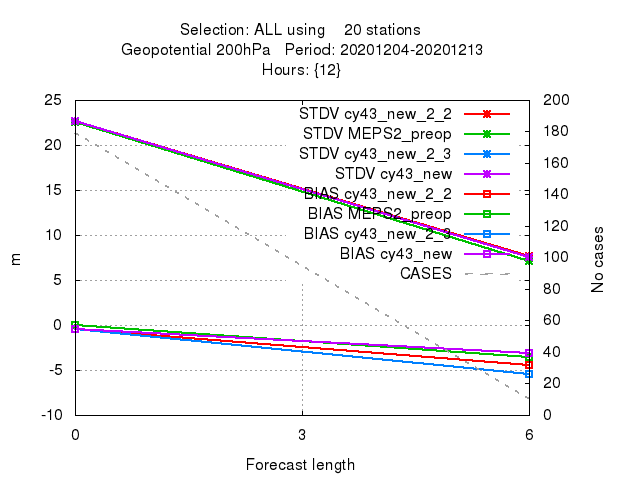 Selection: ALL using 20 stations
Geopotential 200hPa Period: 20201204-20201213
Hours: {12}
25 200
STDV cy43_new_2_2
STDV MEPS2_preop
20 180
STDV cy43_new_2_3
160
STDV cy43_new
15 140
BIAS cy43_new_2_2
BIAS MEPS2_preop
10 120
BIAS cy43_new_2_3
BIAS cy43_new
m No cases
100
CASES
5 80
0 60
-5 40
20
-10 0
0 3 6
Forecast length